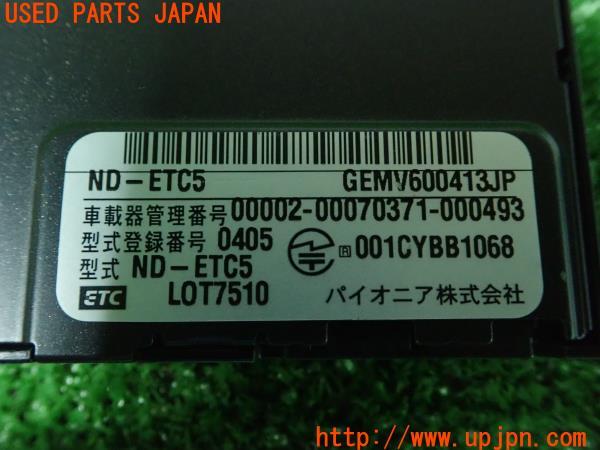 USED PARTS JAPAN
ND-ETC5 GEMV600413JP
車載器管理番号 00002-00070371-000493
型式登録番号 0405 R 001CYBB1068
型式 ND-ETC5
ETC LOT7510 パイオニア株式会社
http://www.upjpn.com/